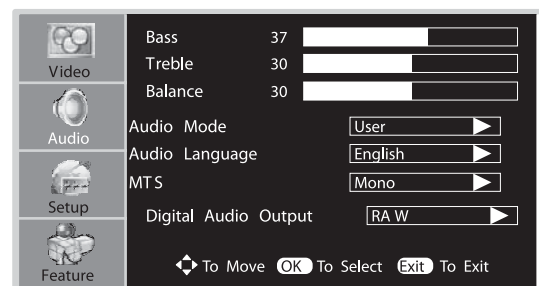 Video
Audio
Setup
Feature
Bass 37
Treble 30
Balance 30
Audio Mode User
Audio Language English
MTS Mono
Digital Audio Output RA W
To Move OK To Select Exit To Exit